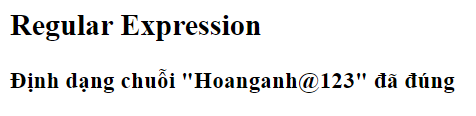 Regular Expression
Định dạng chuỗi "Hoanganh@123" đã đúng